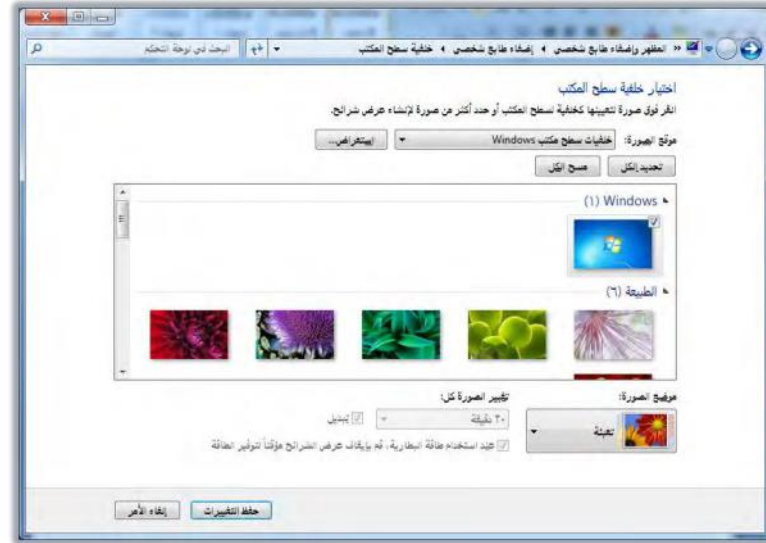 « المظهر وإضفاء طابع شخصي ‹ إضفاء طابع شخصي ‹ خلفية سطح المكتب
البحث في لوحة التحكم
اختيار خلفية سطح المكتب
انقر فوق صورة لتعيينها كخلفية لسطح المكتب أو حدد أكثر من صورة لإنشاء عرض شرائح.
موقع الصورة: خلفيات سطح مكتب Windows استعراض...
تحديد الكل مسح الكل
Windows (١)
الطبيعة (٦)
موضع الصورة: تغيير الصورة كل:
تعبئة ٣٠ دقيقة تبديل
عند استخدام طاقة البطارية، قم بإيقاف عرض الشرائح مؤقتاً لتوفير الطاقة
حفظ التغييرات إلغاء الأمر